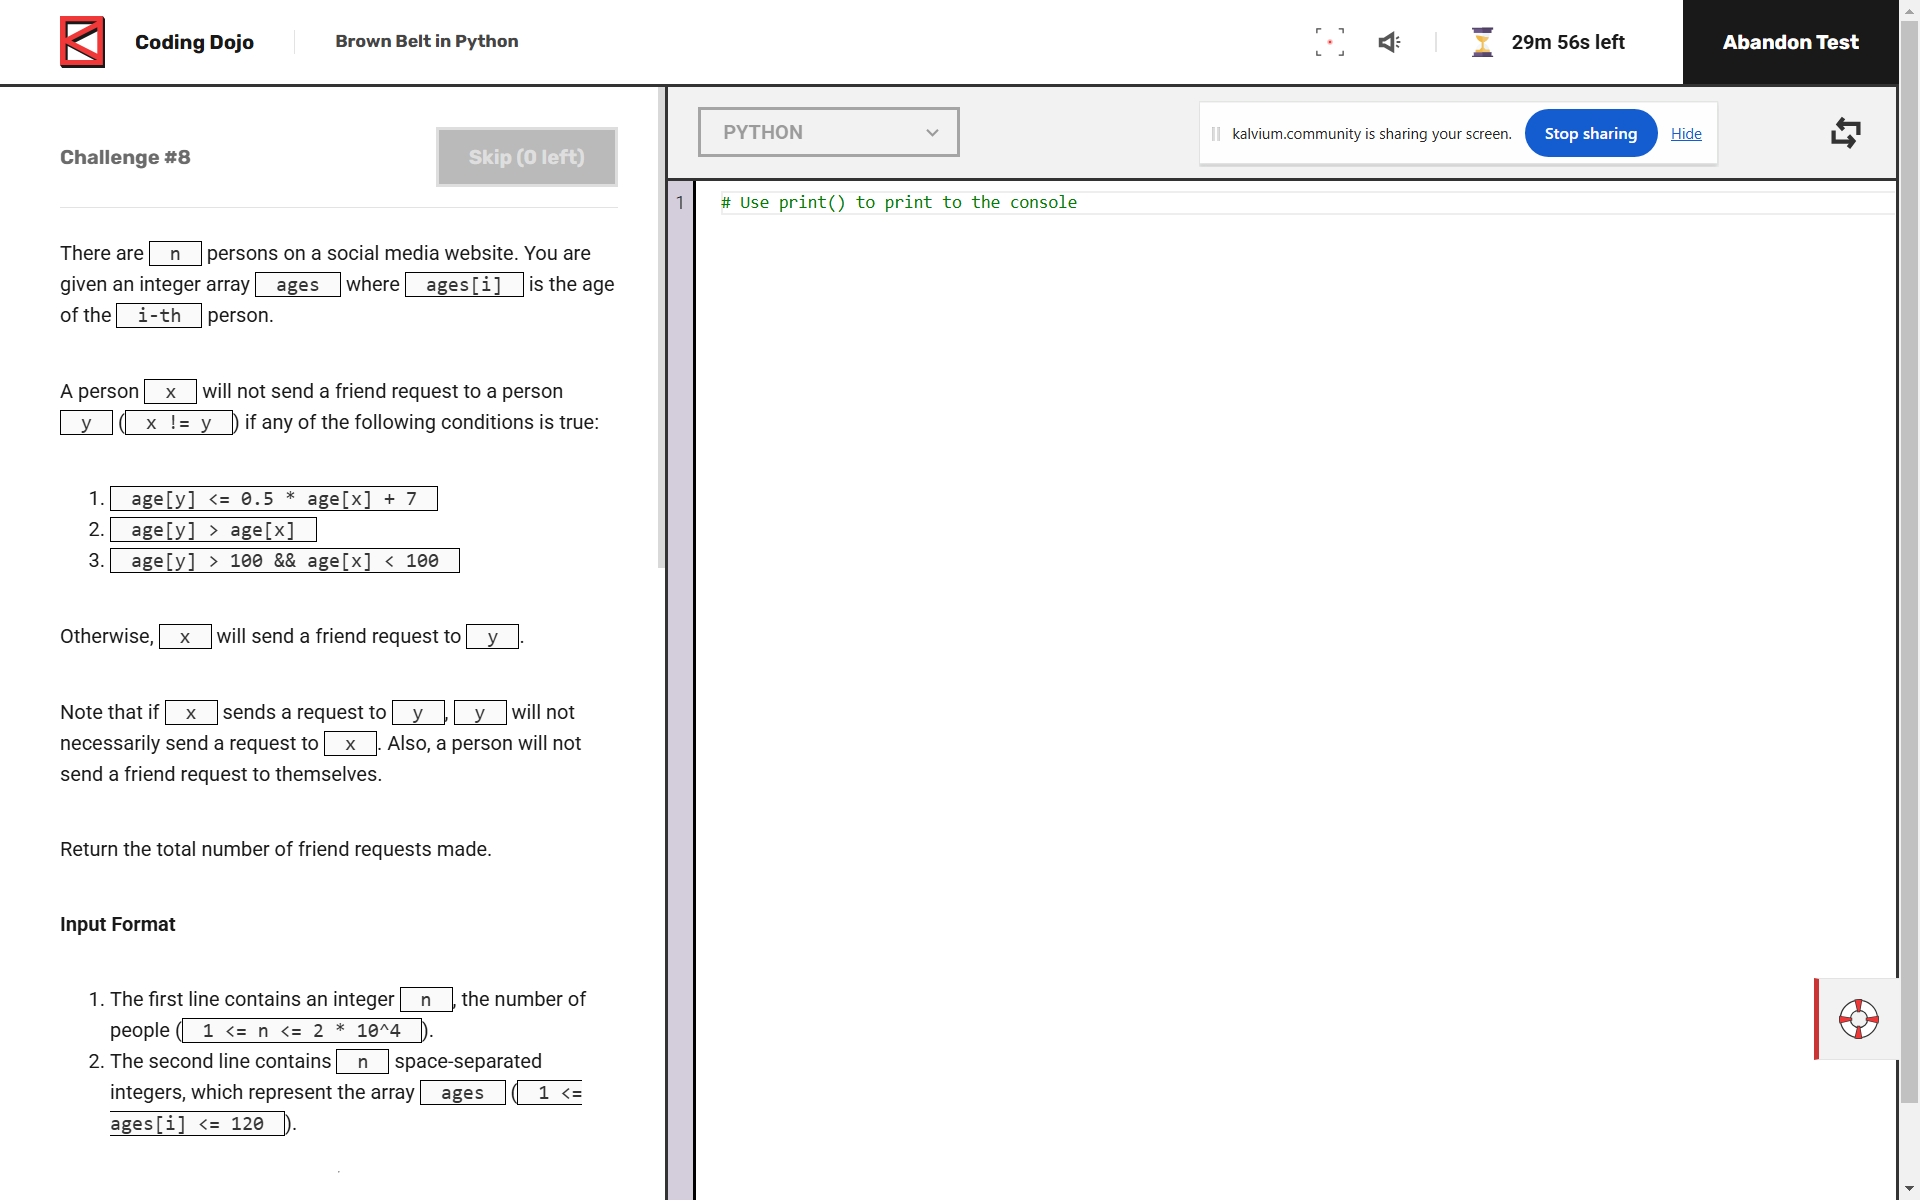 Coding Dojo
Brown Belt in Python
29m 56s left
Abandon Test
Challenge #8
Skip (0 left)
There are n persons on a social media website. You are
given an integer array ages where ages[i] is the age
of the i-th person.
A person x will not send a friend request to a person
y ( x != y ) if any of the following conditions is true:
1. age[y] <= 0.5 * age[x] + 7
2. age[y] > age[x]
3. age[y] > 100 && age[x] < 100
Otherwise, x will send a friend request to y.
Note that if x sends a request to y, y will not
necessarily send a request to x. Also, a person will not
send a friend request to themselves.
Return the total number of friend requests made.
Input Format
1. The first line contains an integer n, the number of
people ( 1 <= n <= 2 * 10^4 ).
2. The second line contains n space-separated
integers, which represent the array ages ( 1 <=
ages[i] <= 120 ).
PYTHON
kalvium.community is sharing your screen.
Stop sharing
Hide
1 # Use print() to print to the console